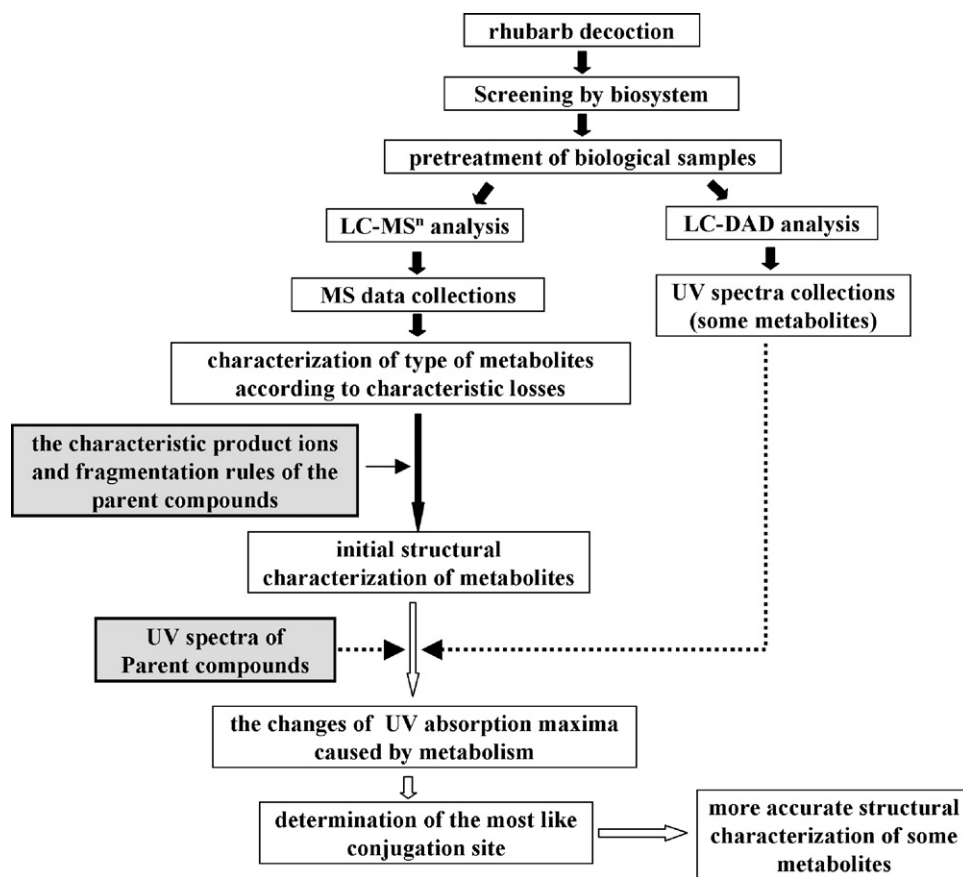 rhubarb decoction
Screening by biosystem
pretreatment of biological samples
LC-MSⁿ analysis
LC-DAD analysis
MS data collections
UV spectra collections
(some metabolites)
characterization of type of metabolites
according to characteristic losses
the characteristic product ions
and fragmentation rules of the
parent compounds
initial structural
characterization of metabolites
UV spectra of
Parent compounds
the changes of UV absorption maxima
caused by metabolism
determination of the most like
conjugation site
more accurate structural
characterization of some
metabolites